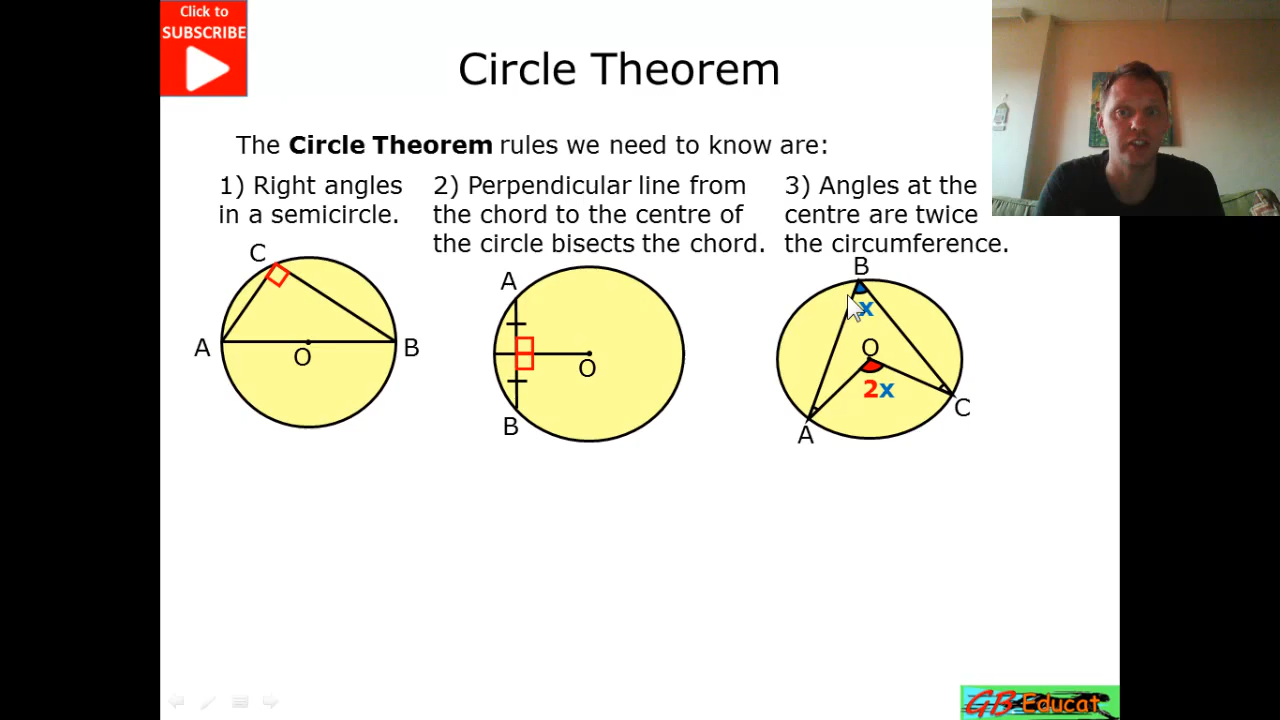 Click to
SUBSCRIBE
Circle Theorem
The Circle Theorem rules we need to know are:
1) Right angles
in a semicircle.
2) Perpendicular line from
the chord to the centre of
the circle bisects the chord.
3) Angles at the
centre are twice
the circumference.
C
A
O
B
A
O
B
B
x
O
2x
A
C
GB Educat